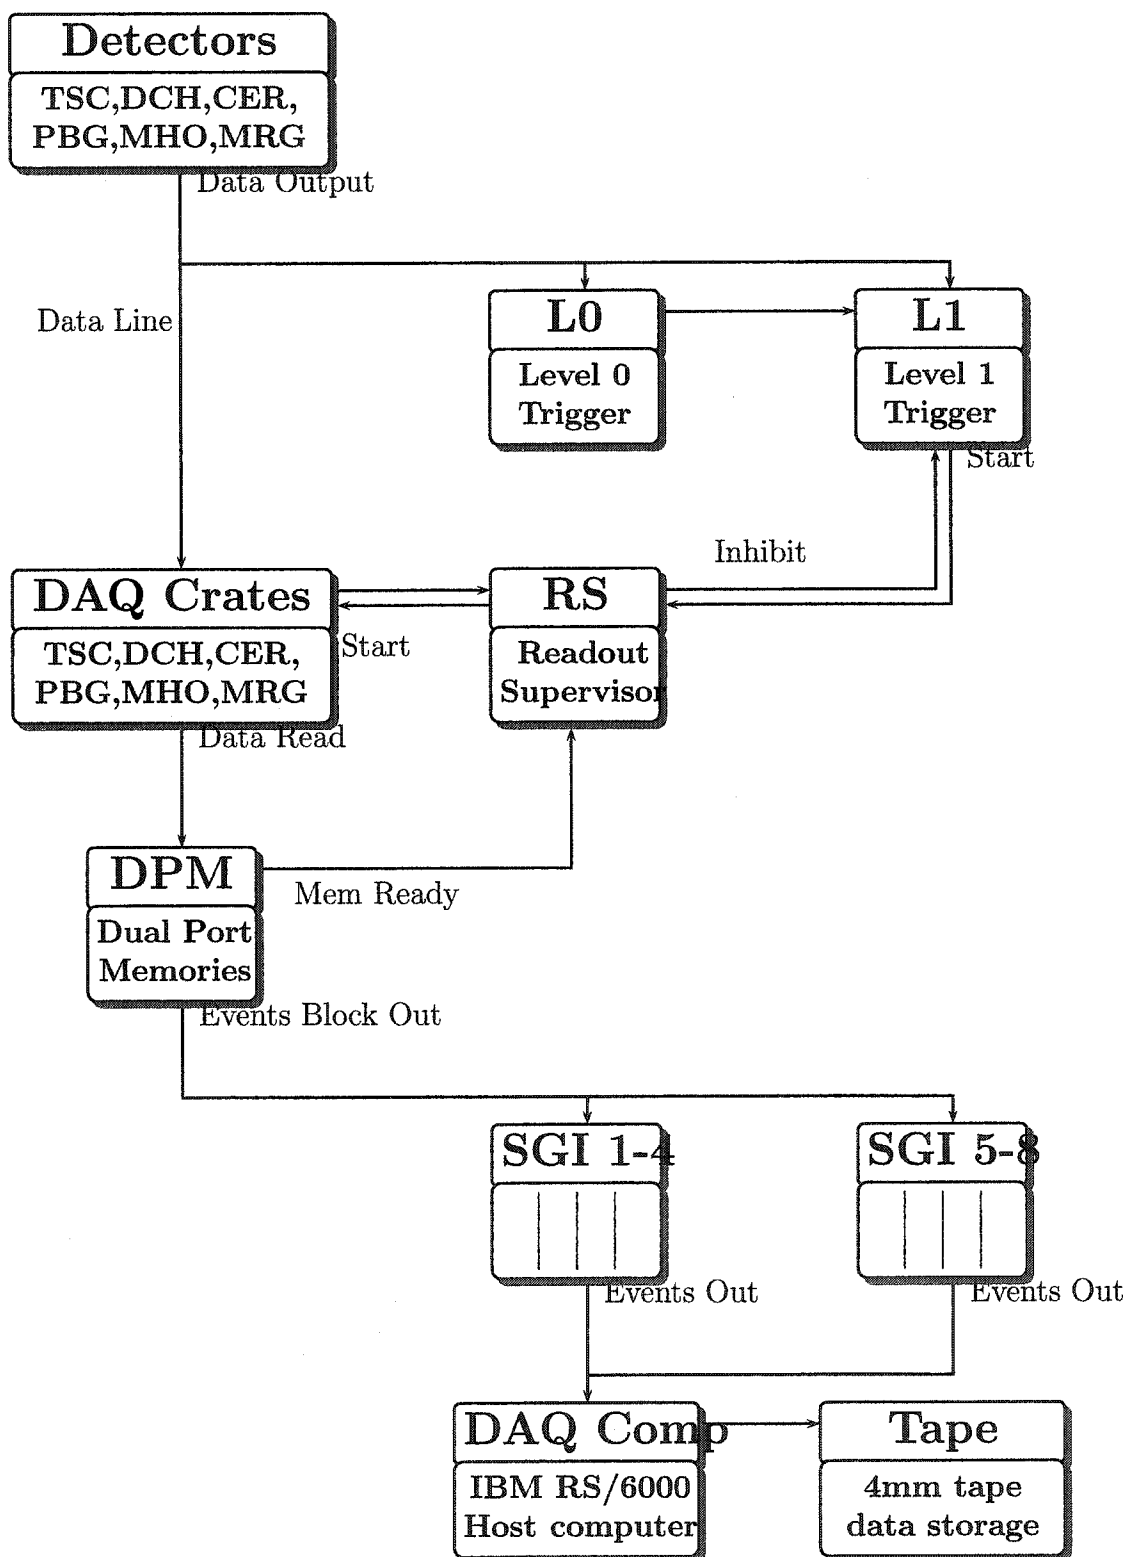 Detectors
TSC,DCH,CER,
PBG,MHO,MRG
Data Output
Data Line
L0
Level 0
Trigger
L1
Level 1
Trigger
Start
Inhibit
DAQ Crates
TSC,DCH,CER,
PBG,MHO,MRG
Start
RS
Readout
Supervisor
Data Read
DPM
Dual Port
Memories
Mem Ready
Events Block Out
SGI 1-4
SGI 5-8
Events Out
Events Out
DAQ Comp
IBM RS/6000
Host computer
Tape
4mm tape
data storage